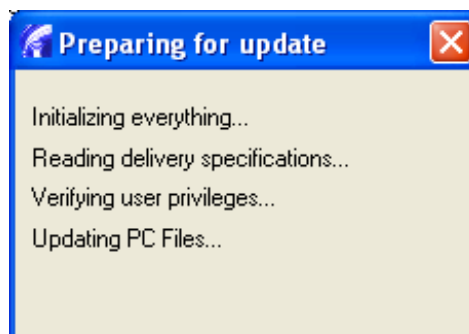 Preparing for update
Initializing everything...
Reading delivery specifications...
Verifying user privileges...
Updating PC Files...